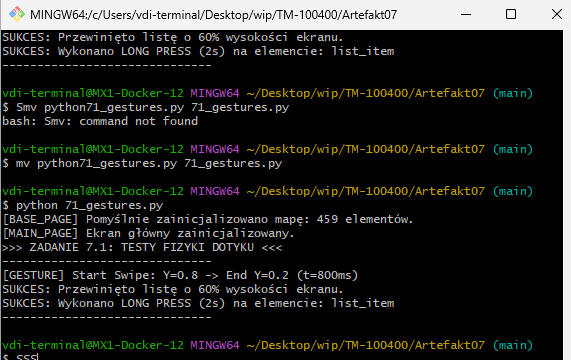 MINGW64:/c/Users/vdi-terminal/Desktop/wip/TM-100400/Artefakt07
SUKCES: Przewinięto listę o 60% wysokości ekranu.
SUKCES: Wykonano LONG PRESS (2s) na elemencie: list_item
------------------------------
vdi-terminal@MX1-Docker-12 MINGW64 ~/Desktop/wip/TM-100400/Artefakt07 (main)
$ Smv python71_gestures.py 71_gestures.py
bash: Smv: command not found
vdi-terminal@MX1-Docker-12 MINGW64 ~/Desktop/wip/TM-100400/Artefakt07 (main)
$ mv python71_gestures.py 71_gestures.py
vdi-terminal@MX1-Docker-12 MINGW64 ~/Desktop/wip/TM-100400/Artefakt07 (main)
$ python 71_gestures.py
[BASE_PAGE] Pomyślnie zainicjalizowano mapę: 459 elementów.
[MAIN_PAGE] Ekran główny zainicjalizowany.
>>> ZADANIE 7.1: TESTY FIZYKI DOTYKU <<<
------------------------------
[GESTURE] Start Swipe: Y=0.8 -> End Y=0.2 (t=800ms)
SUKCES: Przewinięto listę o 60% wysokości ekranu.
SUKCES: Wykonano LONG PRESS (2s) na elemencie: list_item
------------------------------
vdi-terminal@MX1-Docker-12 MINGW64 ~/Desktop/wip/TM-100400/Artefakt07 (main)
$ SSS